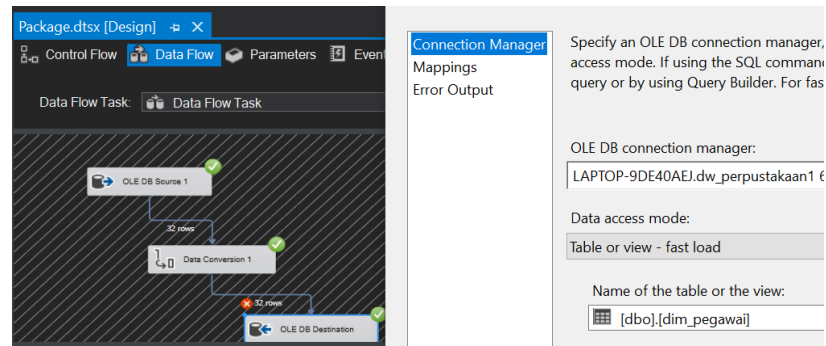 Package.dtsx [Design]
Control Flow
Data Flow
Parameters
Even
Data Flow Task:
Data Flow Task
OLE DB Source 1
32 rows
Data Conversion 1
32 rows
OLE DB Destination
Connection Manager
Mappings
Error Output
Specify an OLE DB connection manager,
access mode. If using the SQL command
query or by using Query Builder. For fas
OLE DB connection manager:
LAPTOP-9DE40AEJ.dw_perpustakaan1 6
Data access mode:
Table or view - fast load
Name of the table or the view:
[dbo].[dim_pegawai]